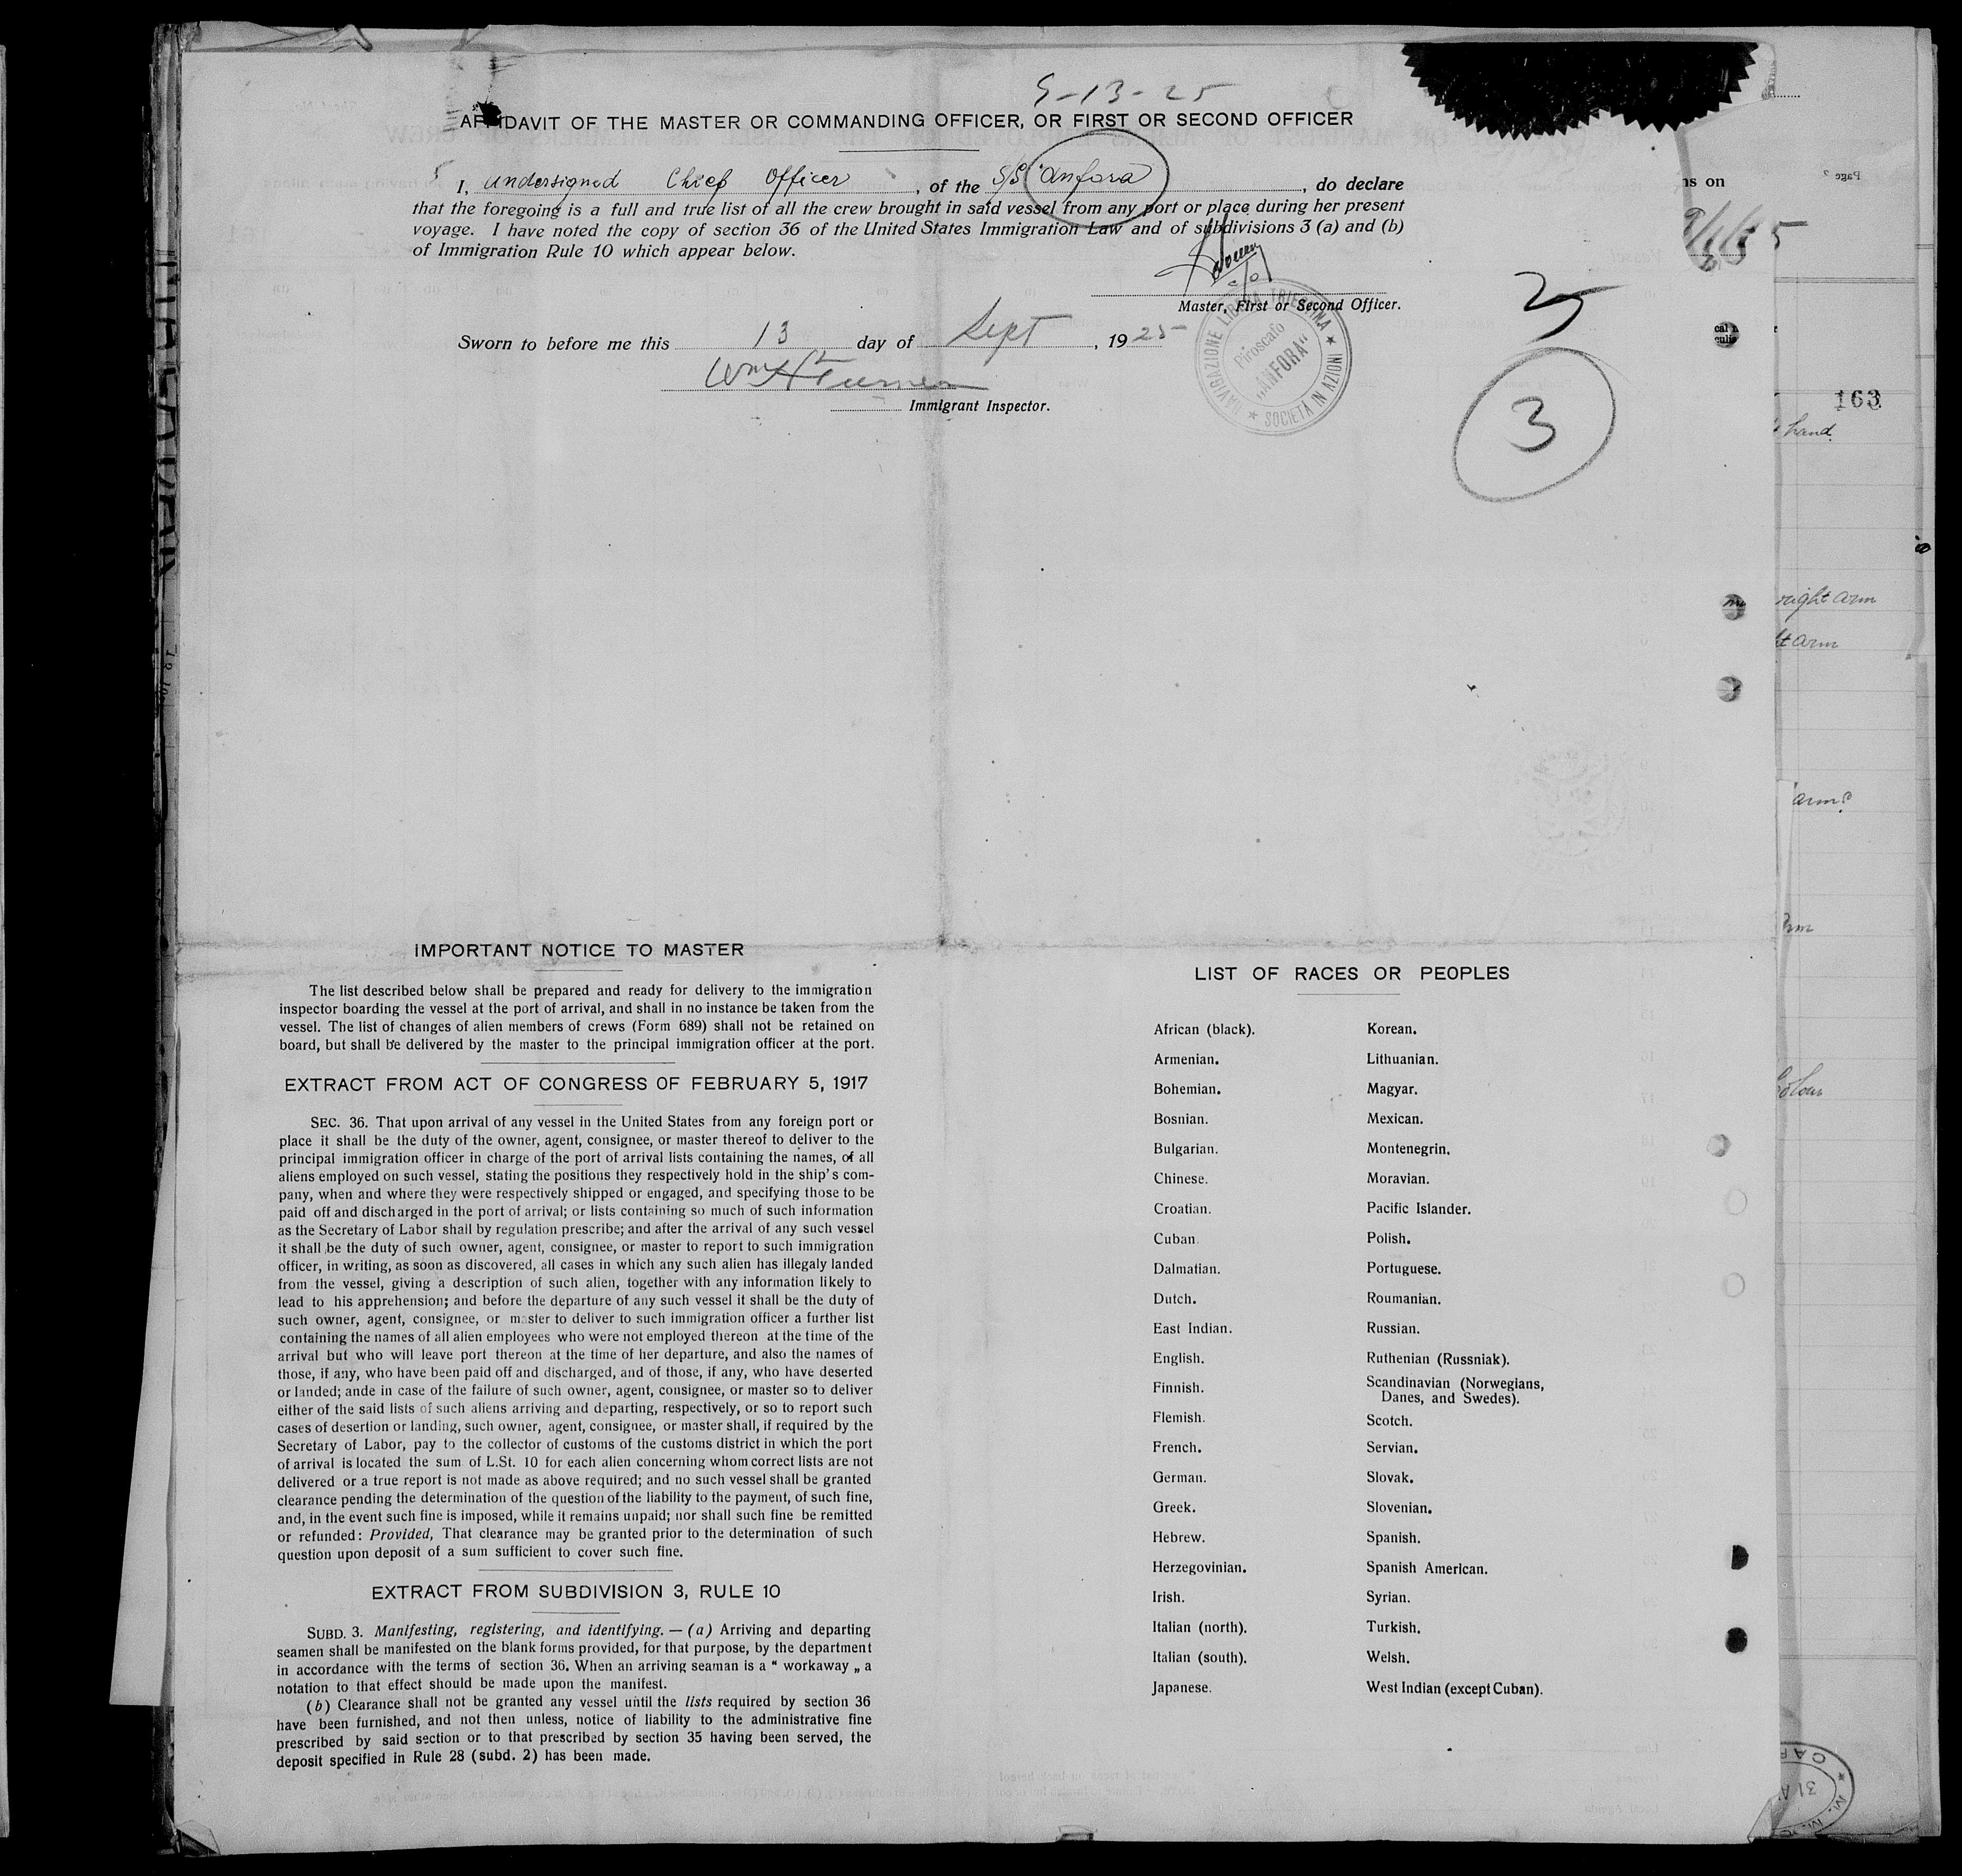 9-13-25
AFFIDAVIT OF THE MASTER OR COMMANDING OFFICER, OR FIRST OR SECOND OFFICER
5
I, undersigned Chief Officer, of the S/S "Anfora", do declare
that the foregoing is a full and true list of all the crew brought in said vessel from any port or place during her present
voyage. I have noted the copy of section 36 of the United States Immigration Law and of subdivisions 3 (a) and (b)
of Immigration Rule 10 which appear below.
Master, First or Second Officer.
Sworn to before me this 13 day of Sept, 1925
Wm H Turner
Immigrant Inspector.
NAVIGAZIONE LIBERA TRIESTINA ★ SOCIETÀ IN AZIONI ★
Piroscafo
"ANFORA"
25
3
IMPORTANT NOTICE TO MASTER
The list described below shall be prepared and ready for delivery to the immigration
inspector boarding the vessel at the port of arrival, and shall in no instance be taken from the
vessel. The list of changes of alien members of crews (Form 689) shall not be retained on
board, but shall be delivered by the master to the principal immigration officer at the port.
EXTRACT FROM ACT OF CONGRESS OF FEBRUARY 5, 1917
SEC. 36. That upon arrival of any vessel in the United States from any foreign port or
place it shall be the duty of the owner, agent, consignee, or master thereof to deliver to the
principal immigration officer in charge of the port of arrival lists containing the names, of all
aliens employed on such vessel, stating the positions they respectively hold in the ship's com-
pany, when and where they were respectively shipped or engaged, and specifying those to be
paid off and discharged in the port of arrival; or lists containing so much of such information
as the Secretary of Labor shall by regulation prescribe; and after the arrival of any such vessel
it shall be the duty of such owner, agent, consignee, or master to report to such immigration
officer, in writing, as soon as discovered, all cases in which any such alien has illegaly landed
from the vessel, giving a description of such alien, together with any information likely to
lead to his apprehension; and before the departure of any such vessel it shall be the duty of
such owner, agent, consignee, or master to deliver to such immigration officer a further list
containing the names of all alien employees who were not employed thereon at the time of the
arrival but who will leave port thereon at the time of her departure, and also the names of
those, if any, who have been paid off and discharged, and of those, if any, who have deserted
or landed; ande in case of the failure of such owner, agent, consignee, or master so to deliver
either of the said lists of such aliens arriving and departing, respectively, or so to report such
cases of desertion or landing, such owner, agent, consignee, or master shall, if required by the
Secretary of Labor, pay to the collector of customs of the customs district in which the port
of arrival is located the sum of L.St. 10 for each alien concerning whom correct lists are not
delivered or a true report is not made as above required; and no such vessel shall be granted
clearance pending the determination of the question of the liability to the payment, of such fine,
and, in the event such fine is imposed, while it remains unpaid; nor shall such fine be remitted
or refunded: Provided, That clearance may be granted prior to the determination of such
question upon deposit of a sum sufficient to cover such fine.
EXTRACT FROM SUBDIVISION 3, RULE 10
SUBD. 3. Manifesting, registering, and identifying. — (a) Arriving and departing
seamen shall be manifested on the blank forms provided, for that purpose, by the department
in accordance with the terms of section 36. When an arriving seaman is a “ workaway „ a
notation to that effect should be made upon the manifest.
(b) Clearance shall not be granted any vessel until the lists required by section 36
have been furnished, and not then unless, notice of liability to the administrative fine
prescribed by said section or to that prescribed by section 35 having been served, the
deposit specified in Rule 28 (subd. 2) has been made.
LIST OF RACES OR PEOPLES
African (black).
Armenian.
Bohemian.
Bosnian.
Bulgarian.
Chinese.
Croatian.
Cuban.
Dalmatian.
Dutch.
East Indian.
English.
Finnish.
Flemish.
French.
German.
Greek.
Hebrew.
Herzegovinian.
Irish.
Italian (north).
Italian (south).
Japanese.
Korean.
Lithuanian.
Magyar.
Mexican.
Montenegrin.
Moravian.
Pacific Islander.
Polish.
Portuguese.
Roumanian.
Russian.
Ruthenian (Russniak).
Scandinavian (Norwegians,
Danes, and Swedes).
Scotch.
Servian.
Slovak.
Slovenian.
Spanish.
Spanish American.
Syrian.
Turkish.
Welsh.
West Indian (except Cuban).
ns on
Page
163
hand.
right arm
arm
arm
colour